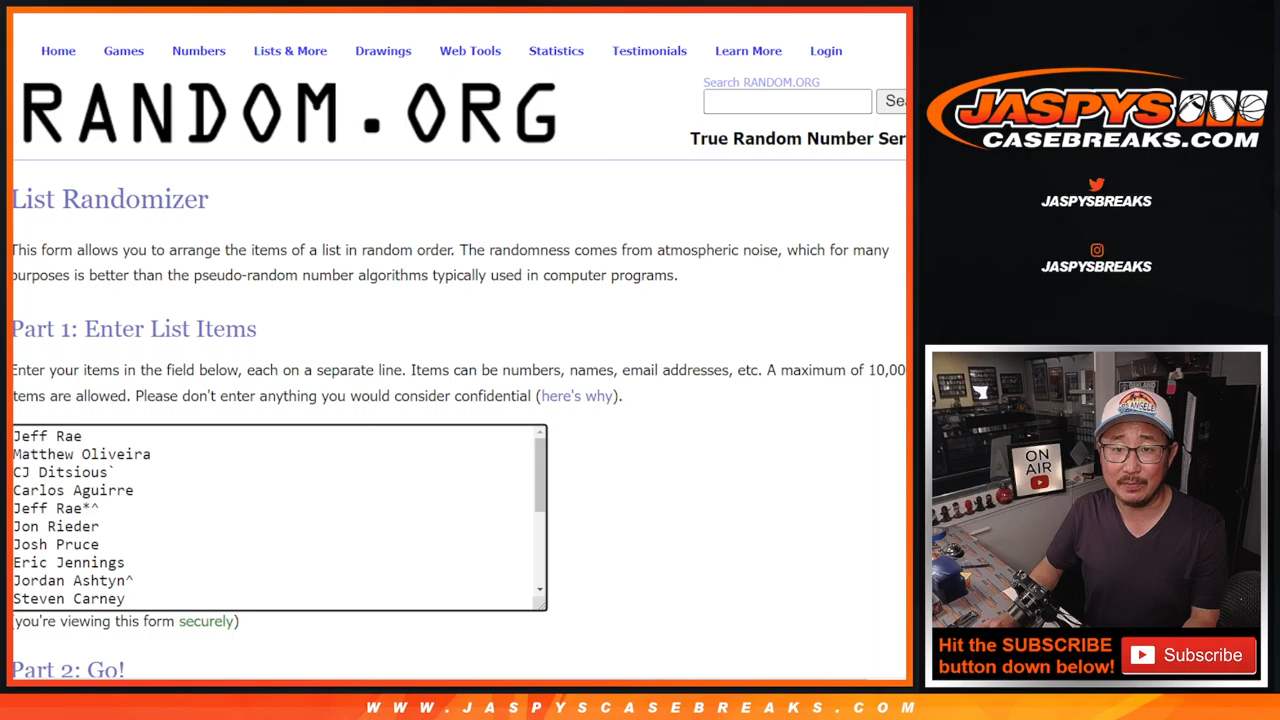 Home Games Numbers Lists & More Drawings Web Tools Statistics Testimonials Learn More Login
RANDOM.ORG
Search RANDOM.ORG
True Random Number Ser
List Randomizer
This form allows you to arrange the items of a list in random order. The randomness comes from atmospheric noise, which for many
purposes is better than the pseudo-random number algorithms typically used in computer programs.
Part 1: Enter List Items
Enter your items in the field below, each on a separate line. Items can be numbers, names, email addresses, etc. A maximum of 10,00
items are allowed. Please don't enter anything you would consider confidential (here's why).
Jeff Rae
Matthew Oliveira
CJ Ditsious`
Carlos Aguirre
Jeff Rae*^
Jon Rieder
Josh Pruce
Eric Jennings
Jordan Ashtyn^
Steven Carney
(you're viewing this form securely)
Part 2: Go!
JASPYS
CASEBREAKS.COM
JASPYSBREAKS
JASPYSBREAKS
ON
AIR
Hit the SUBSCRIBE
button down below!
Subscribe
WWW.JASPYSCASEBREAKS.COM